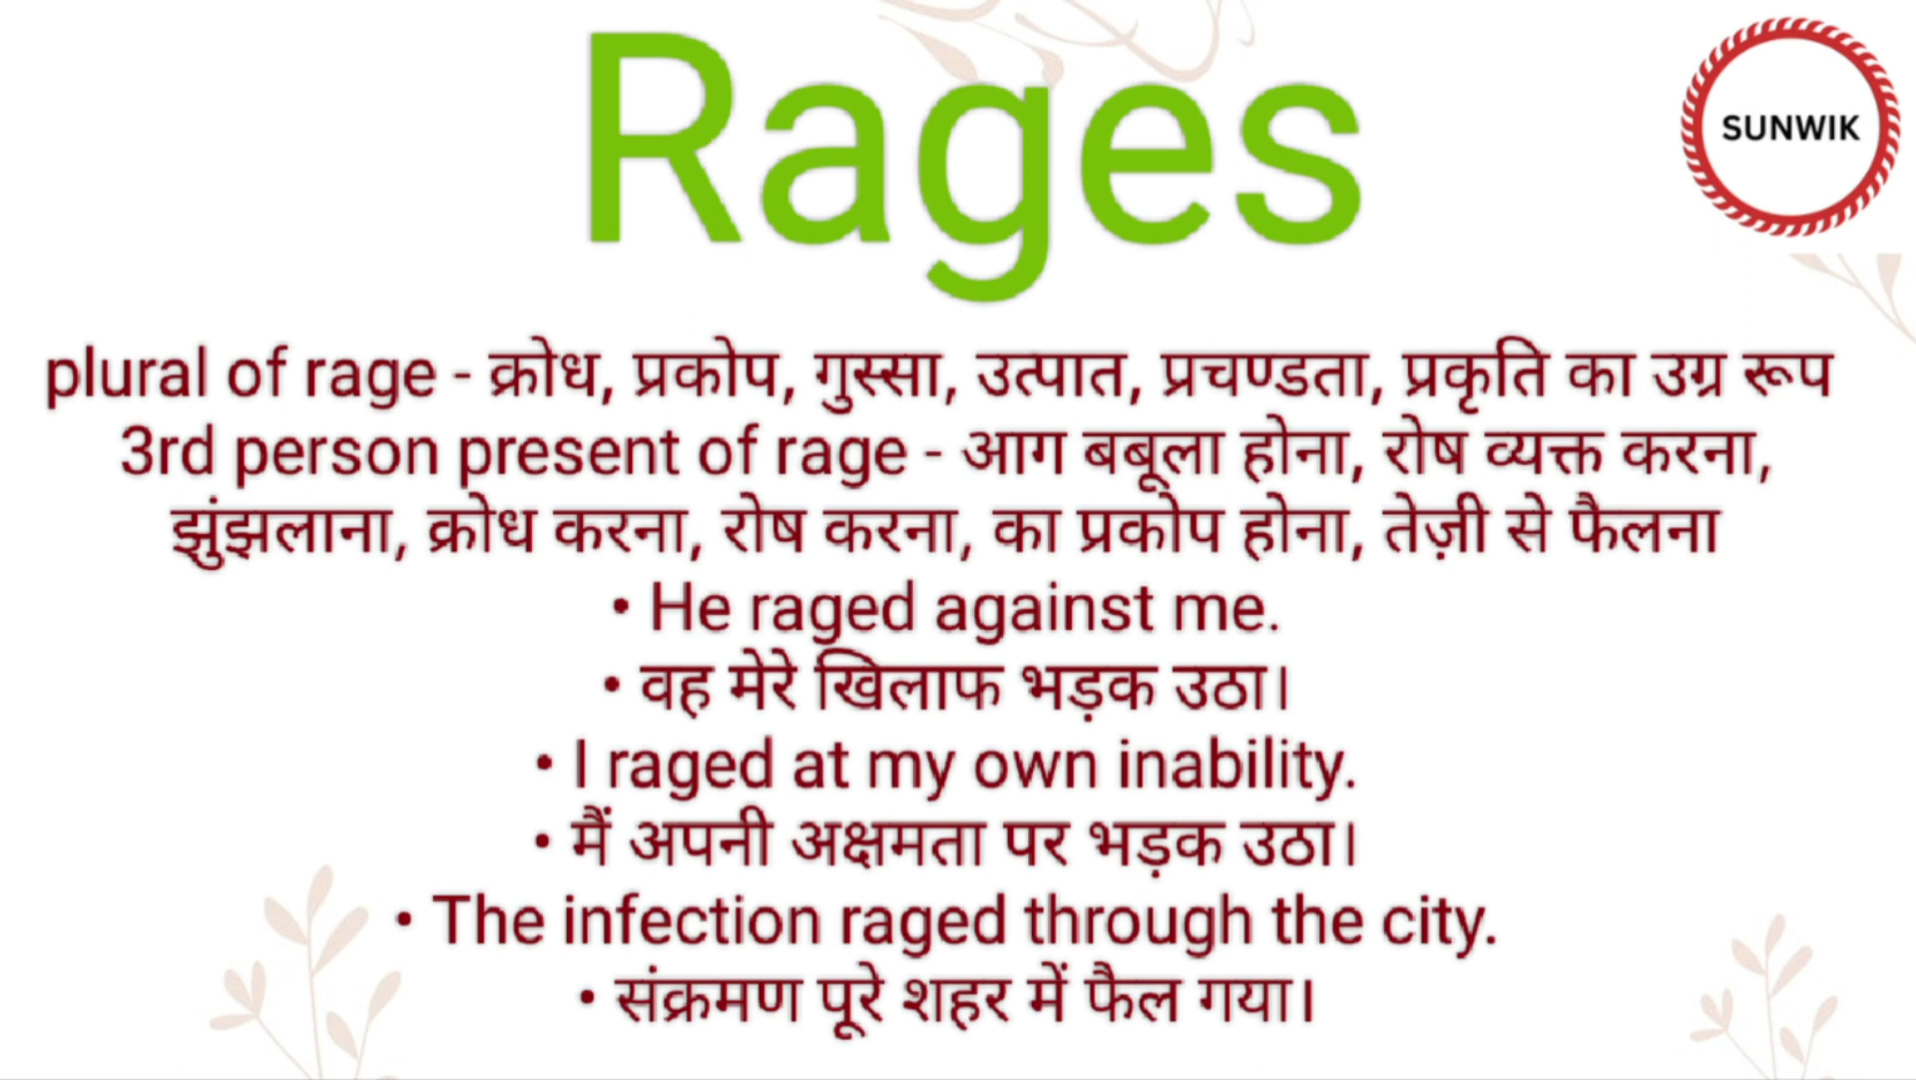 Rages
SUNWIK
plural of rage - क्रोध, प्रकोप, गुस्सा, उत्पात, प्रचण्डता, प्रकृति का उग्र रूप
3rd person present of rage - आग बबूला होना, रोष व्यक्त करना,
झुंझलाना, क्रोध करना, रोष करना, का प्रकोप होना, तेज़ी से फैलना
• He raged against me.
• वह मेरे खिलाफ भड़क उठा।
• I raged at my own inability.
• मैं अपनी अक्षमता पर भड़क उठा।
• The infection raged through the city.
• संक्रमण पूरे शहर में फैल गया।